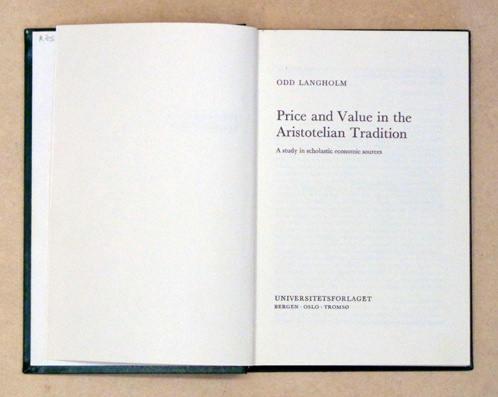 ODD LANGHOLM
Price and Value in the
Aristotelian Tradition
A study in scholastic economic sources
UNIVERSITETSFORLAGET
BERGEN · OSLO · TROMSØ